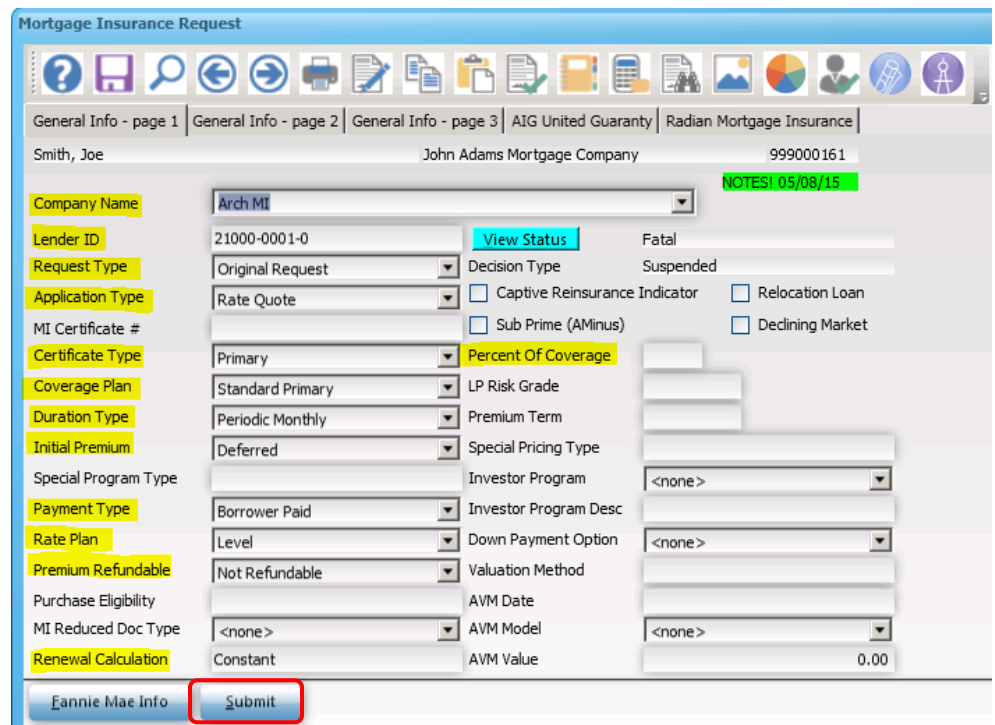 Mortgage Insurance Request
General Info - page 1 General Info - page 2 General Info - page 3 AIG United Guaranty Radian Mortgage Insurance
Smith, Joe John Adams Mortgage Company 999000161
NOTES! 05/08/15
Company Name Arch MI
Lender ID 21000-0001-0 View Status Fatal
Request Type Original Request Decision Type Suspended
Application Type Rate Quote Captive Reinsurance Indicator Relocation Loan
MI Certificate # Sub Prime (AMinus) Declining Market
Certificate Type Primary Percent Of Coverage
Coverage Plan Standard Primary LP Risk Grade
Duration Type Periodic Monthly Premium Term
Initial Premium Deferred Special Pricing Type
Special Program Type Investor Program <none>
Payment Type Borrower Paid Investor Program Desc
Rate Plan Level Down Payment Option <none>
Premium Refundable Not Refundable Valuation Method
Purchase Eligibility AVM Date
MI Reduced Doc Type <none> AVM Model <none>
Renewal Calculation Constant AVM Value 0.00
Fannie Mae Info Submit